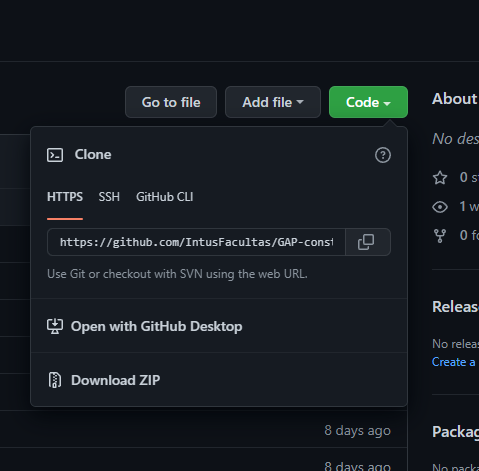 Go to file
Add file
Code
About
Clone
No des
HTTPS
SSH
GitHub CLI
0 st
1 w
https://github.com/IntusFacultas/GAP-const
0 fo
Use Git or checkout with SVN using the web URL.
Releas
Open with GitHub Desktop
No releas
Create a
Download ZIP
8 days ago
Packag
8 days ago
No packa